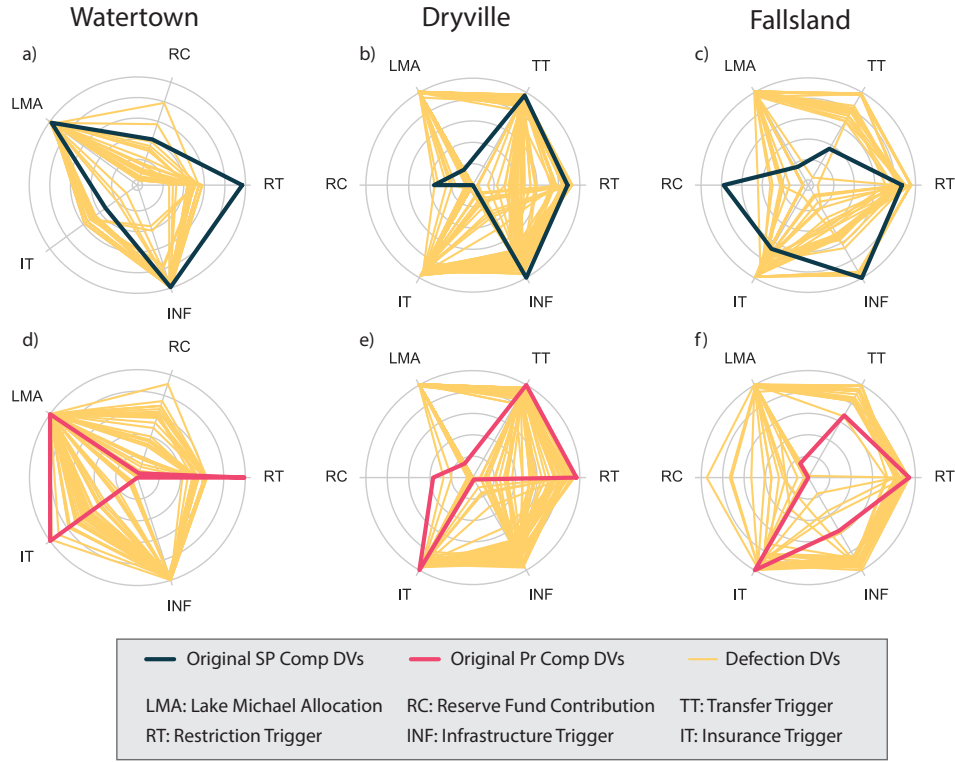 Watertown Dryville Fallsland
a) RC b) LMA TT c) LMA TT
LMA
RT RC RT RC RT
IT
INF IT INF IT INF
d) RC e) LMA TT f) LMA TT
LMA
RT RC RT RC RT
IT
INF IT INF IT INF
Original SP Comp DVs Original Pr Comp DVs Defection DVs
LMA: Lake Michael Allocation RC: Reserve Fund Contribution TT: Transfer Trigger
RT: Restriction Trigger INF: Infrastructure Trigger IT: Insurance Trigger